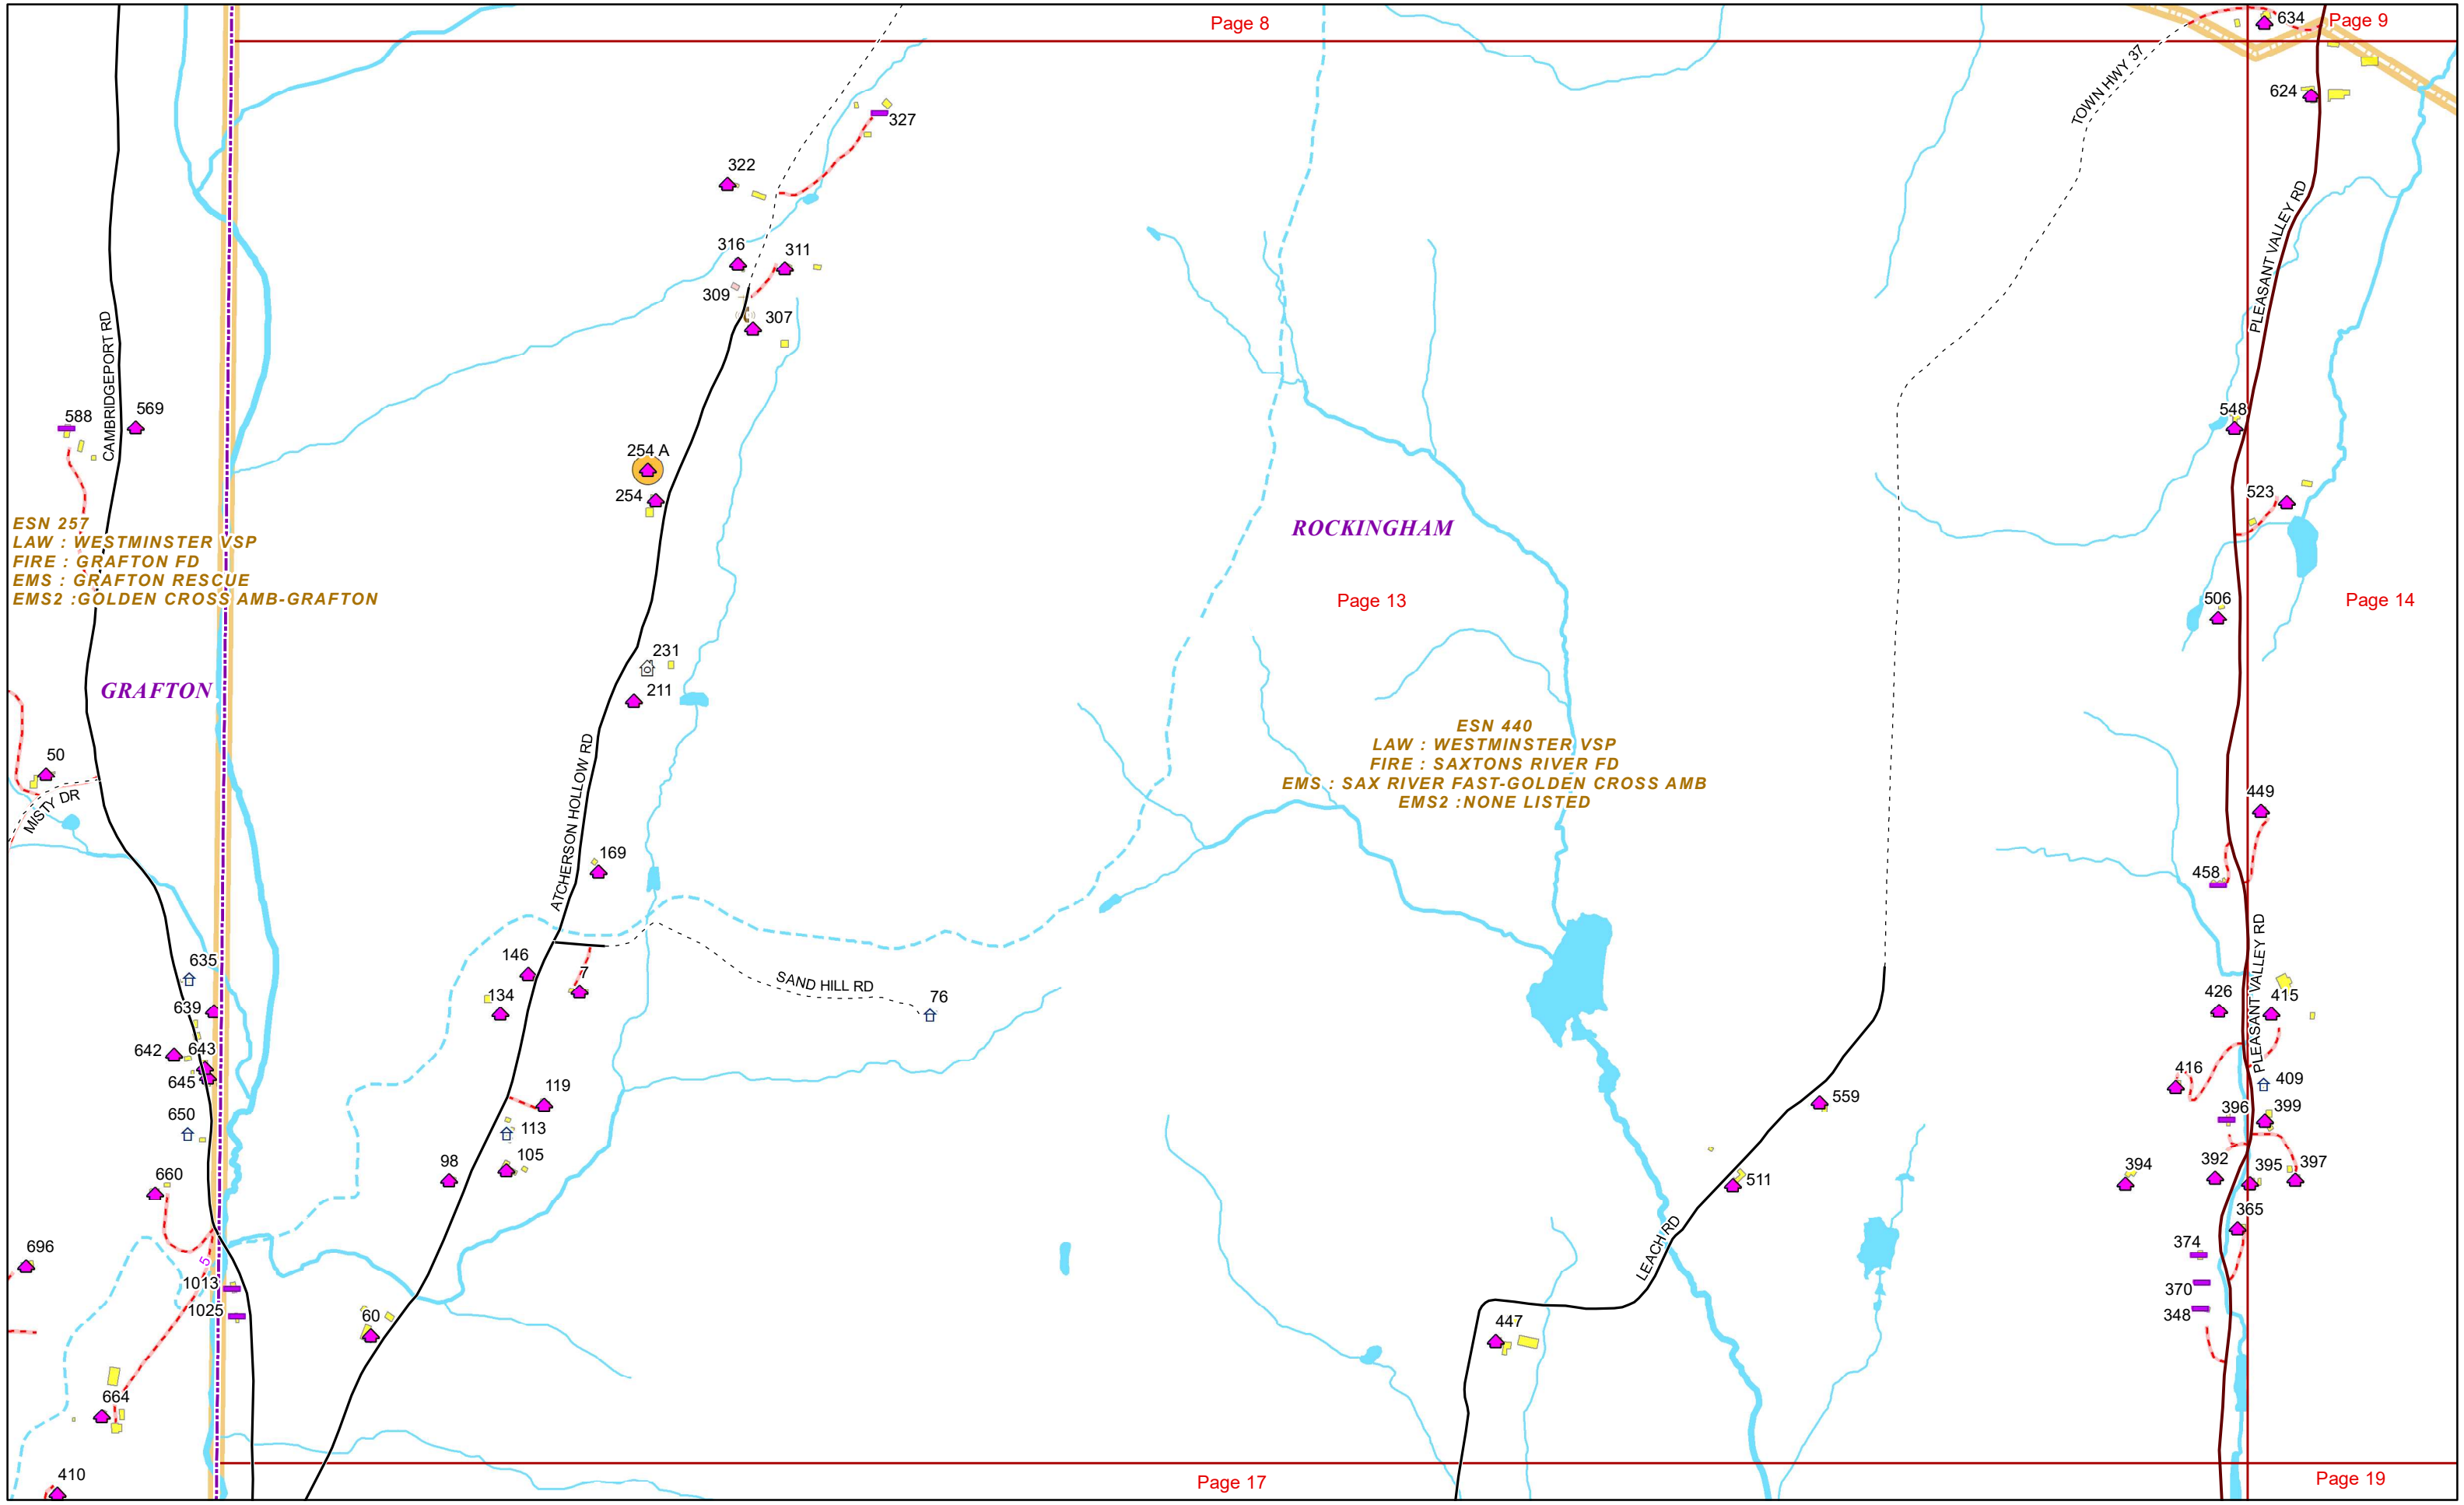 Page 8
634
Page 9
TOWN HWY 37
624
327
322
PLEASANT VALLEY RD
316
311
309
307
CAMBRIDGEPORT RD
588
569
548
254 A
254
523
ESN 257
LAW : WESTMINSTER VSP
FIRE : GRAFTON FD
EMS : GRAFTON RESCUE
EMS2 :GOLDEN CROSS AMB-GRAFTON
ROCKINGHAM
Page 13
Page 14
506
231
211
GRAFTON
ESN 440
LAW : WESTMINSTER VSP
FIRE : SAXTONS RIVER FD
EMS : SAX RIVER FAST-GOLDEN CROSS AMB
EMS2 :NONE LISTED
50
MISTY DR
ATCHERSON HOLLOW RD
449
169
458
635
146
7
SAND HILL RD
76
PLEASANT VALLEY RD
134
639
426
415
642
643
645
416
409
119
559
650
113
396
399
98
105
660
511
394
392
395
397
365
696
5
LEACH RD
374
1013
370
1025
60
447
348
664
410
Page 17
Page 19